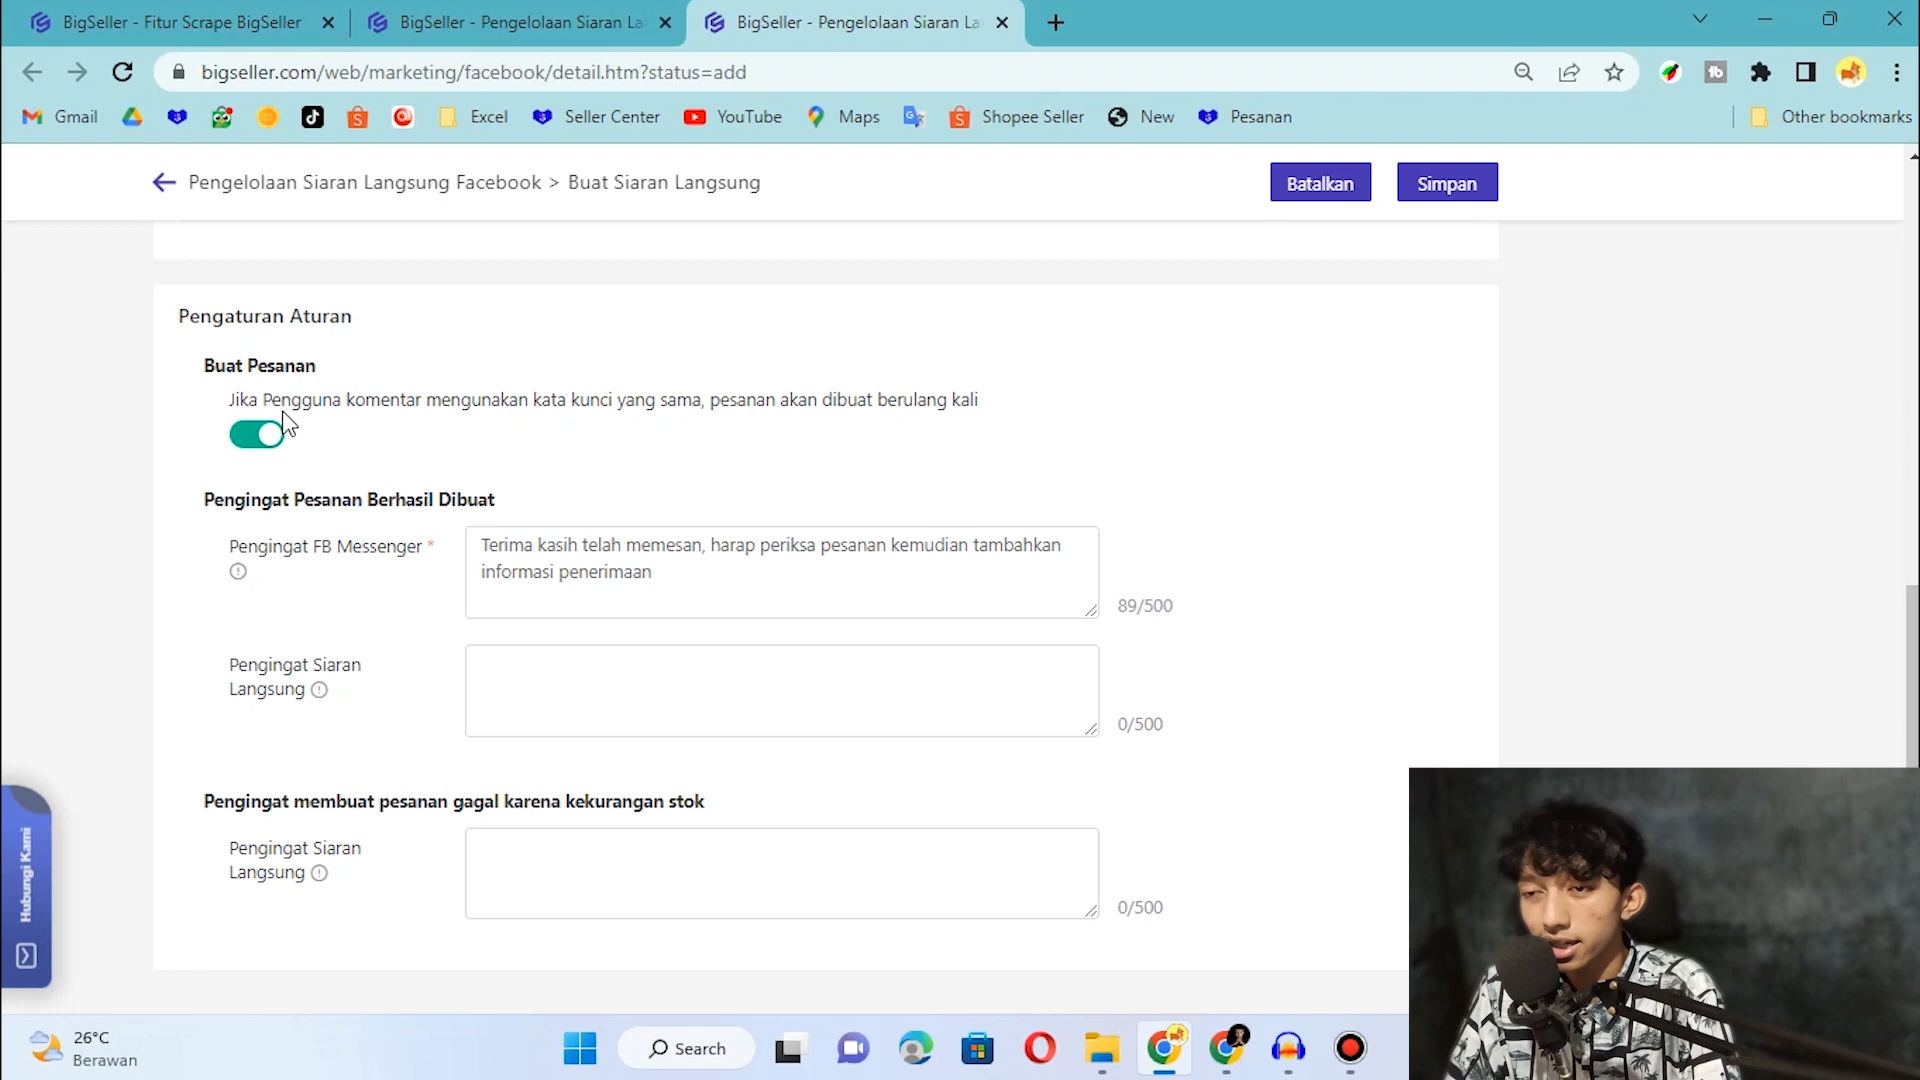 BigSeller - Fitur Scrape BigSeller
BigSeller - Pengelolaan Siaran La
BigSeller - Pengelolaan Siaran La
bigseller.com/web/marketing/facebook/detail.htm?status=add
Gmail
Excel
Seller Center
YouTube
Maps
Shopee Seller
New
Pesanan
Other bookmarks
Pengelolaan Siaran Langsung Facebook > Buat Siaran Langsung
Batalkan
Simpan
Pengaturan Aturan
Buat Pesanan
Jika Pengguna komentar mengunakan kata kunci yang sama, pesanan akan dibuat berulang kali
Pengingat Pesanan Berhasil Dibuat
Pengingat FB Messenger *
Terima kasih telah memesan, harap periksa pesanan kemudian tambahkan
informasi penerimaan
89/500
Pengingat Siaran
Langsung
0/500
Pengingat membuat pesanan gagal karena kekurangan stok
Pengingat Siaran
Langsung
0/500
Hubungi Kami
26°C
Berawan
Search